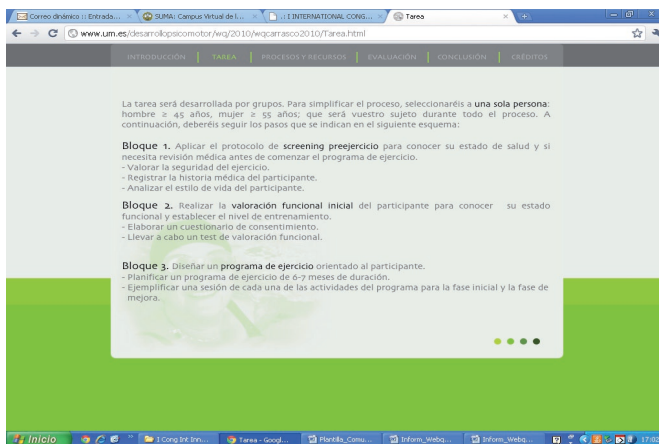 Correo dinámico :: Entrada...
SUMA: Campus Virtual de l...
.: I INTERNATIONAL CONG...
Tarea
www.um.es/desarrollopsicomotor/wq/2010/wqcarrasco2010/Tarea.html
INTRODUCCIÓN | TAREA | PROCESOS Y RECURSOS | EVALUACIÓN | CONCLUSIÓN | CRÉDITOS
La tarea será desarrollada por grupos. Para simplificar el proceso, seleccionaréis a una sola persona:
hombre ≥ 45 años, mujer ≥ 55 años; que será vuestro sujeto durante todo el proceso. A
continuación, deberéis seguir los pasos que se indican en el siguiente esquema:
Bloque 1. Aplicar el protocolo de screening preejercicio para conocer su estado de salud y si
necesita revisión médica antes de comenzar el programa de ejercicio.
- Valorar la seguridad del ejercicio.
- Registrar la historia médica del participante.
- Analizar el estilo de vida del participante.
Bloque 2. Realizar la valoración funcional inicial del participante para conocer su estado
funcional y establecer el nivel de entrenamiento.
- Elaborar un cuestionario de consentimiento.
- Llevar a cabo un test de valoración funcional.
Bloque 3. Diseñar un programa de ejercicio orientado al participante.
- Planificar un programa de ejercicio de 6-7 meses de duración.
- Ejemplificar una sesión de cada una de las actividades del programa para la fase inicial y la fase de
mejora.
Inicio
I Cong Int Inn...
Tarea - Googl...
Plantilla_Comu...
Inform_Webq...
Inform_Webq...
17:02